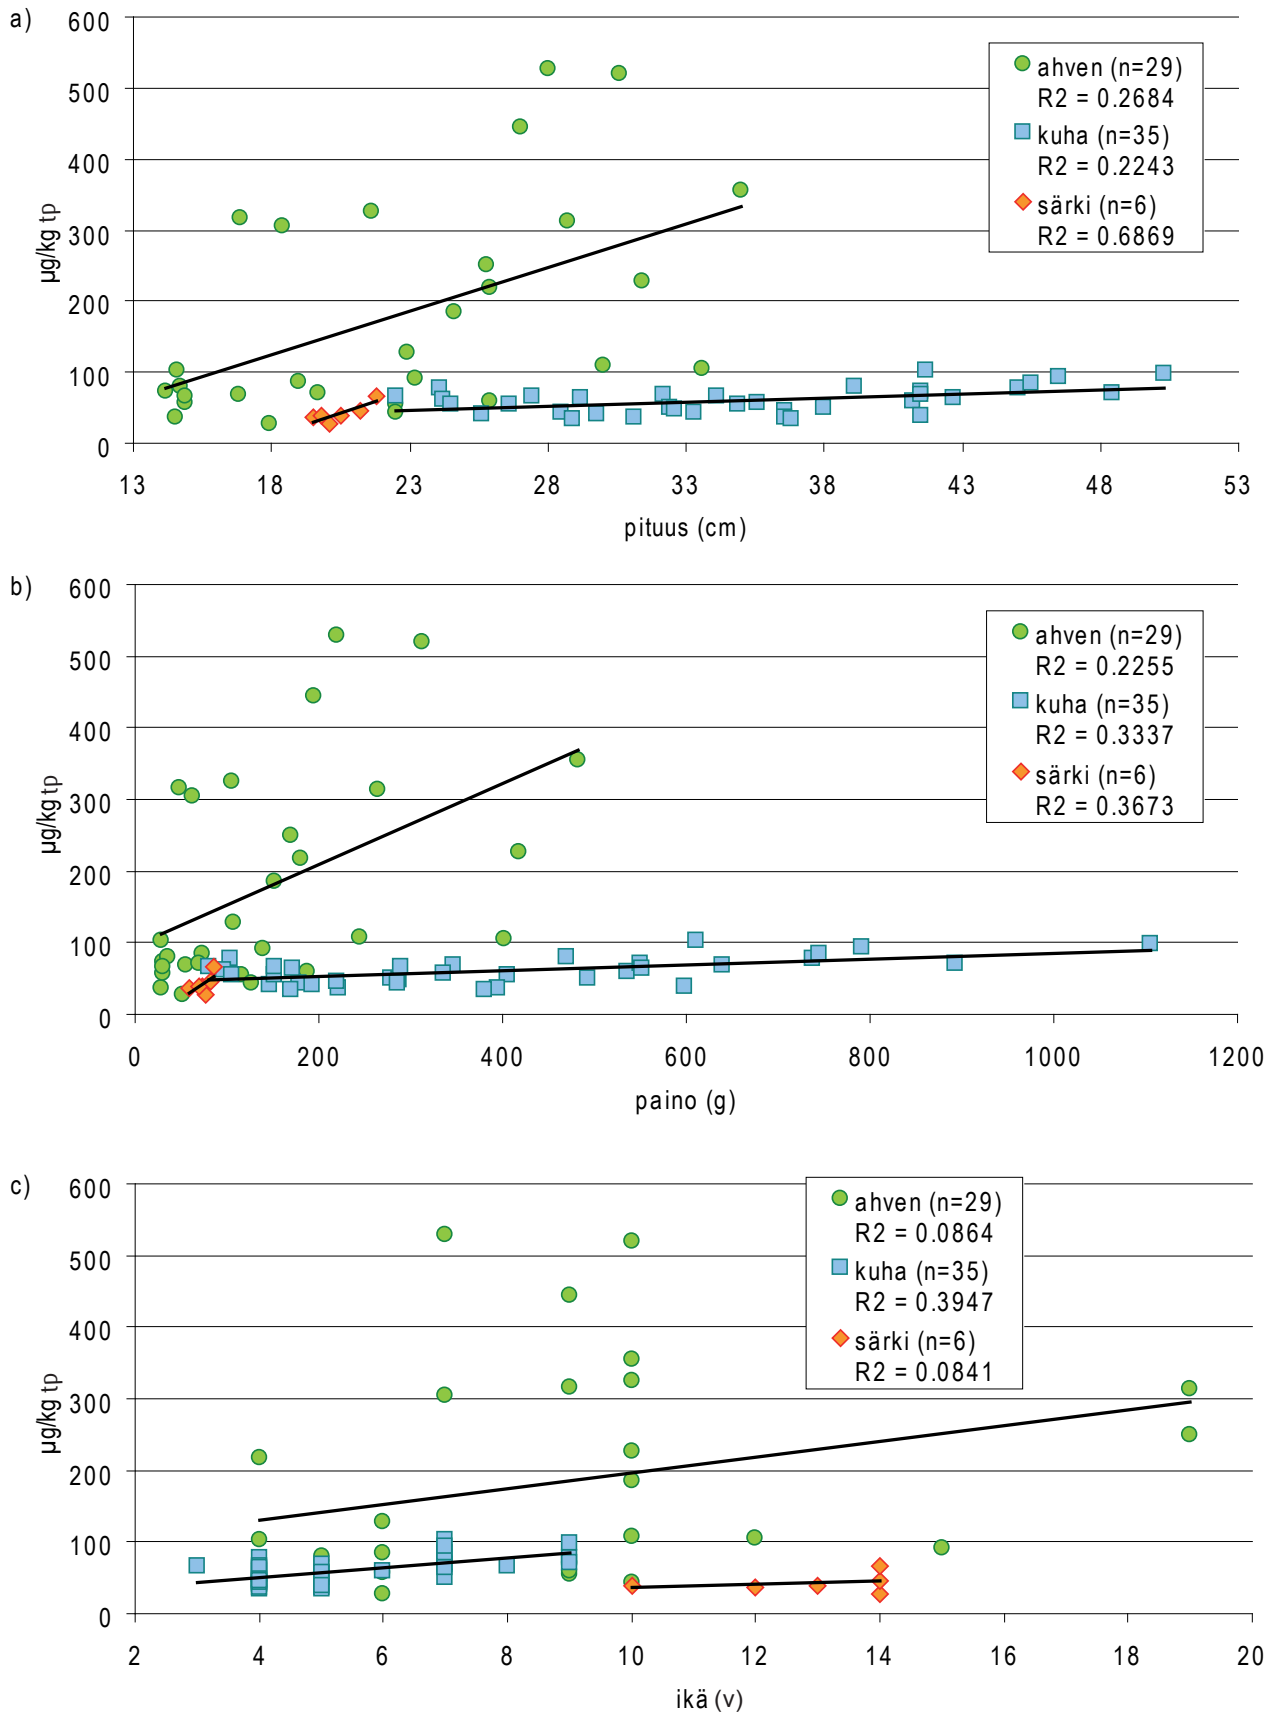 a)
600
500
400
300
200
100
0
µg/kg tp
ahven (n=29)
R2 = 0.2684
kuha (n=35)
R2 = 0.2243
särki (n=6)
R2 = 0.6869
13 18 23 28 33 38 43 48 53
pituus (cm)
b)
600
500
400
300
200
100
0
µg/kg tp
ahven (n=29)
R2 = 0.2255
kuha (n=35)
R2 = 0.3337
särki (n=6)
R2 = 0.3673
0 200 400 600 800 1000 1200
paino (g)
c)
600
500
400
300
200
100
0
µg/kg tp
ahven (n=29)
R2 = 0.0864
kuha (n=35)
R2 = 0.3947
särki (n=6)
R2 = 0.0841
2 4 6 8 10 12 14 16 18 20
ikä (v)